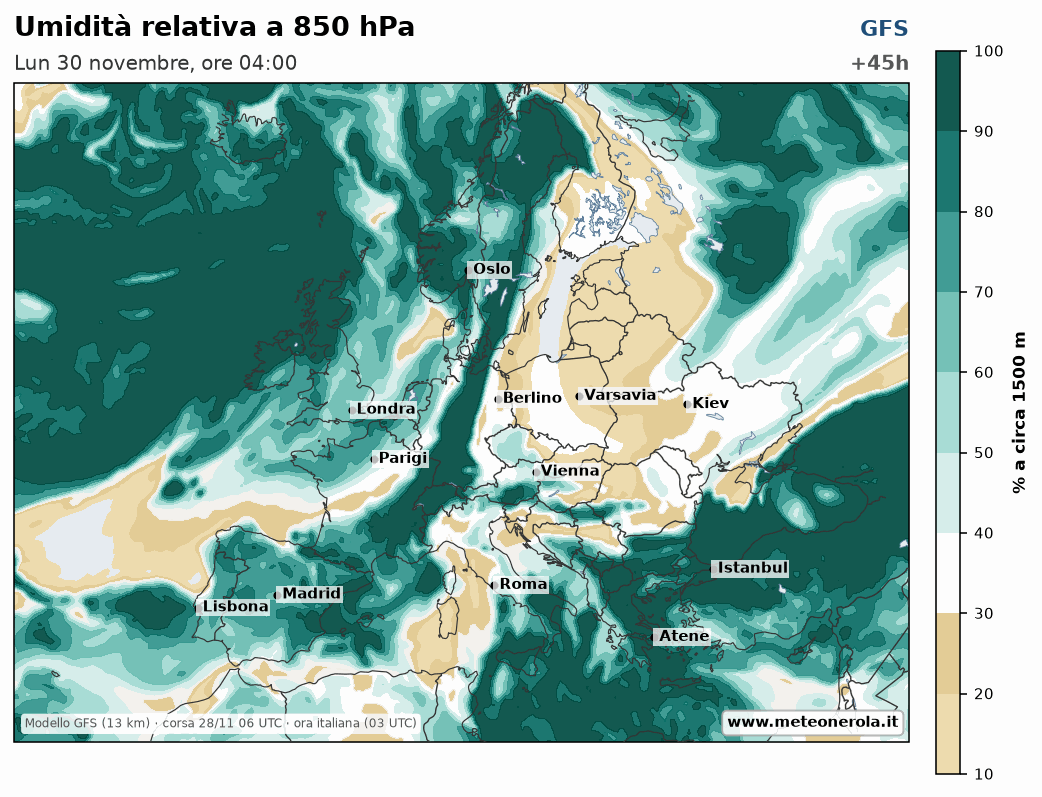 Umidità relativa a 850 hPa
GFS
Lun 30 novembre, ore 04:00
+45h
100
90
80
70
60
50
40
30
20
10
% a circa 1500 m
Oslo
Berlino
Varsavia
Kiev
Londra
Parigi
Vienna
Istanbul
Roma
Madrid
Lisbona
Atene
Modello GFS (13 km) · corsa 28/11 06 UTC · ora italiana (03 UTC)
www.meteonerola.it